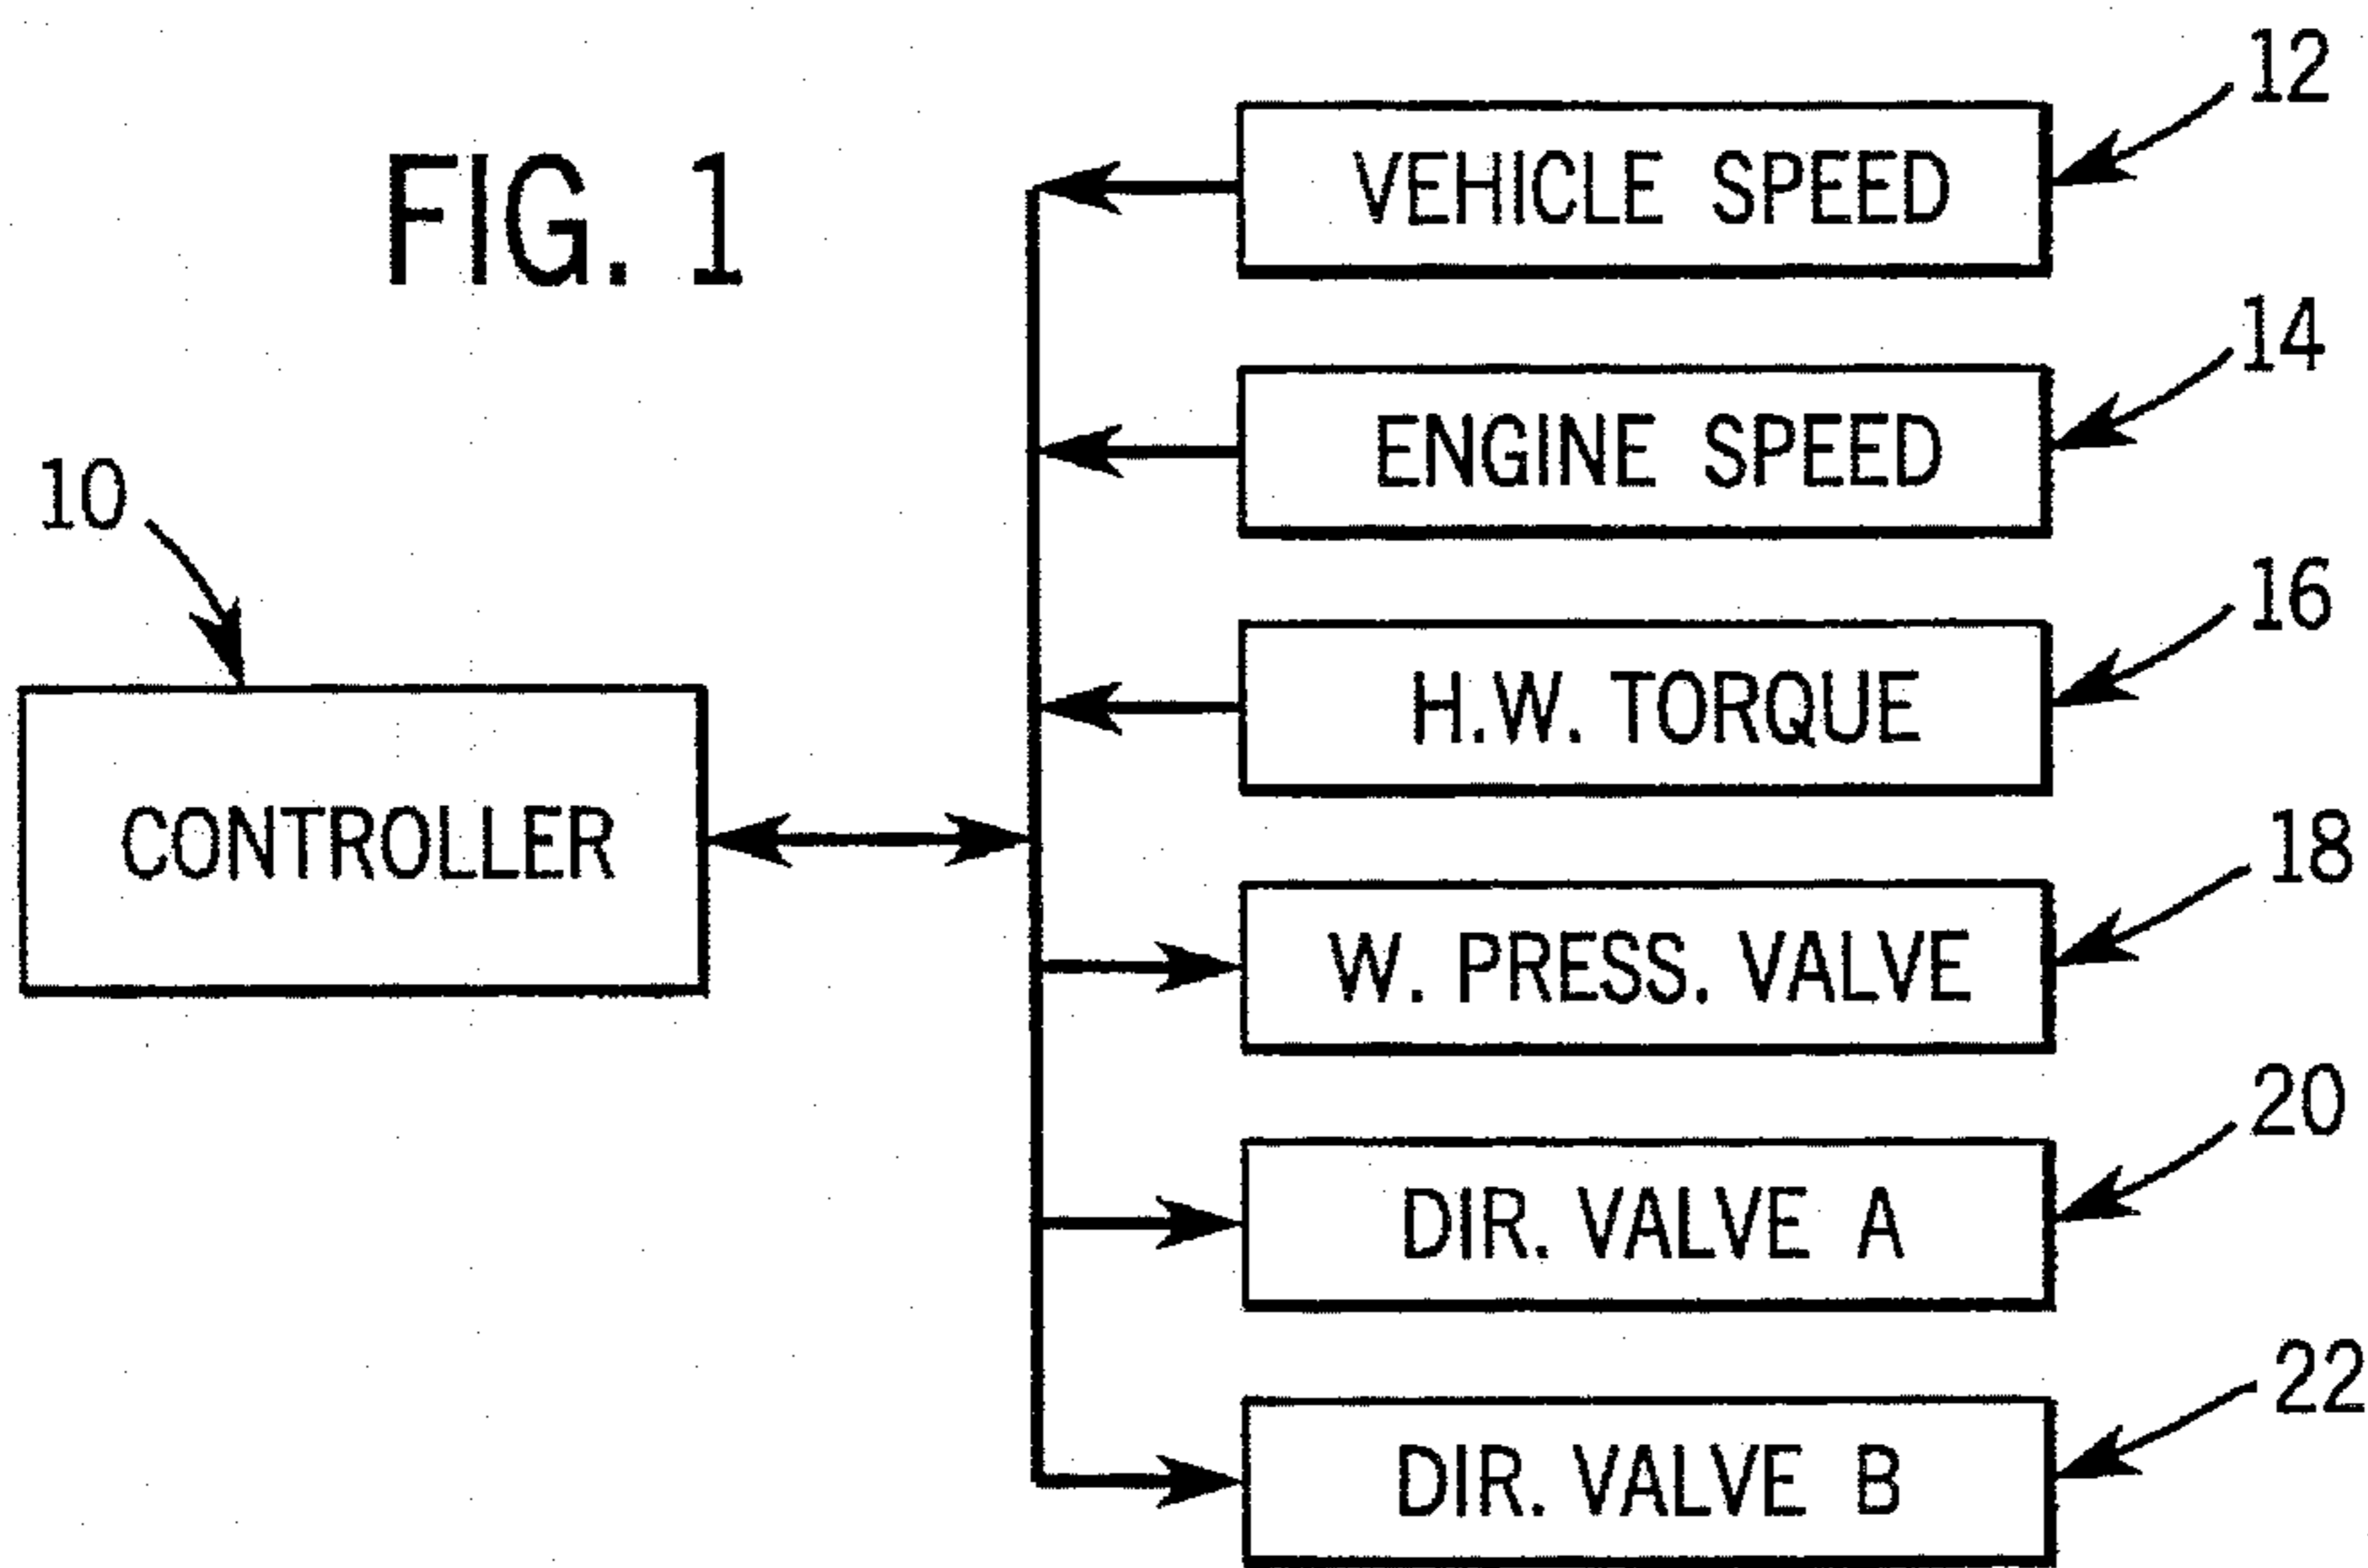 FIG. 1
12
VEHICLE SPEED
14
ENGINE SPEED
16
H.W. TORQUE
10
CONTROLLER
18
W. PRESS. VALVE
20
DIR. VALVE A
22
DIR. VALVE B